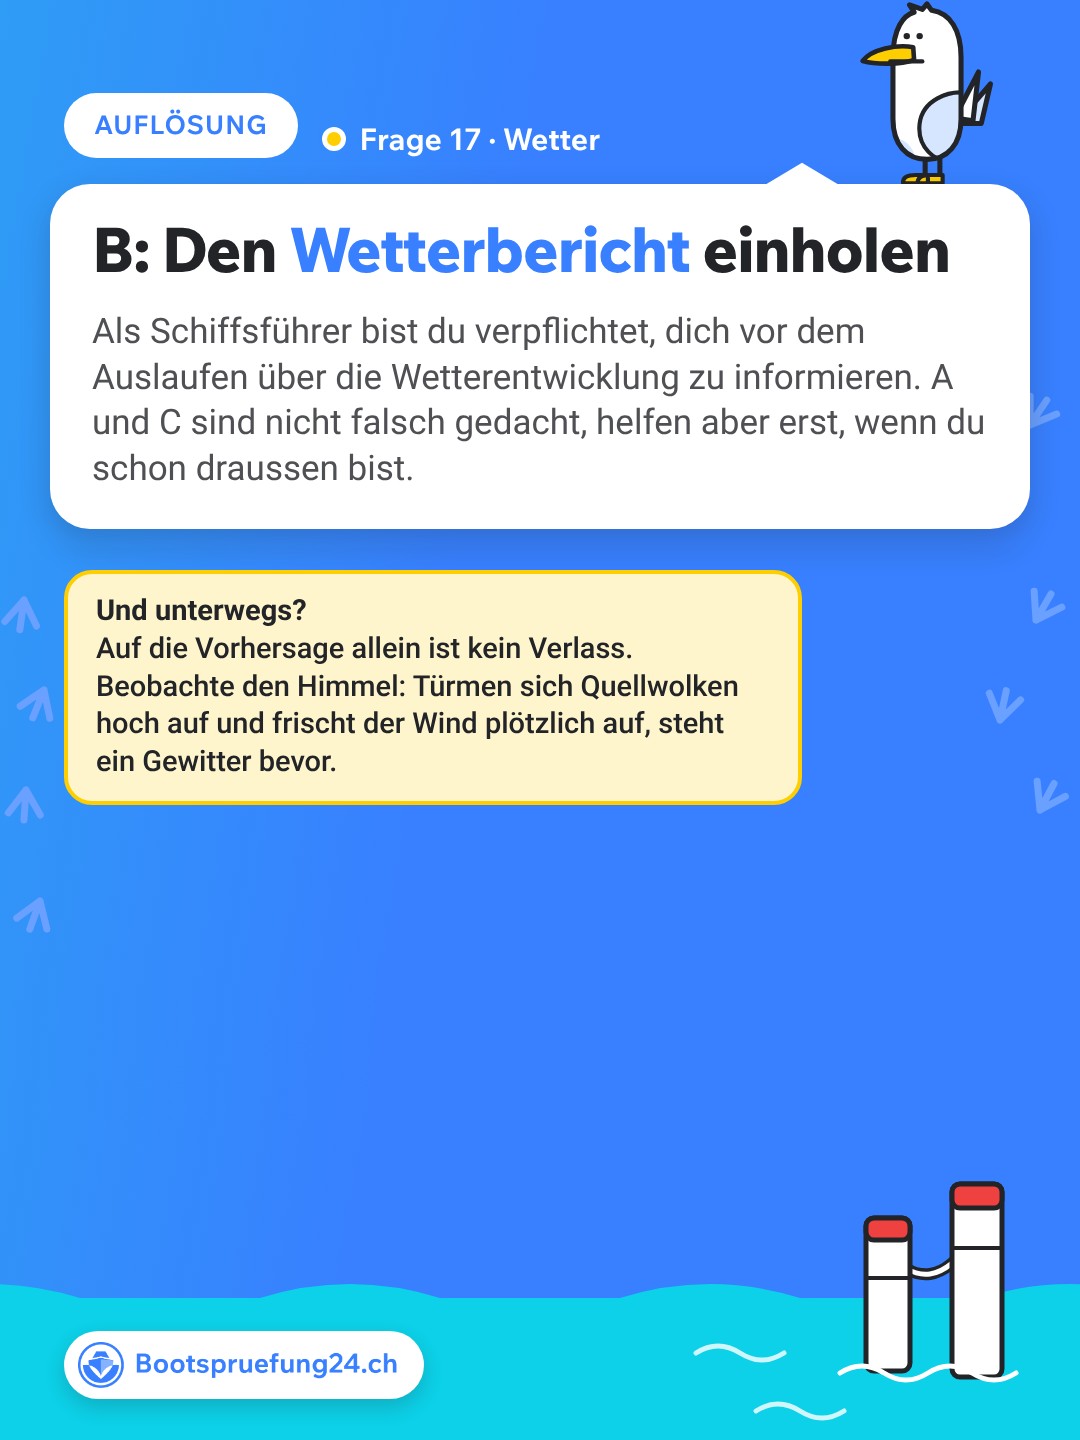 AUFLÖSUNG
Frage 17 · Wetter
B: Den Wetterbericht einholen
Als Schiffsführer bist du verpflichtet, dich vor dem
Auslaufen über die Wetterentwicklung zu informieren. A
und C sind nicht falsch gedacht, helfen aber erst, wenn du
schon draussen bist.
Und unterwegs?
Auf die Vorhersage allein ist kein Verlass.
Beobachte den Himmel: Türmen sich Quellwolken
hoch auf und frischt der Wind plötzlich auf, steht
ein Gewitter bevor.
Bootspruefung24.ch